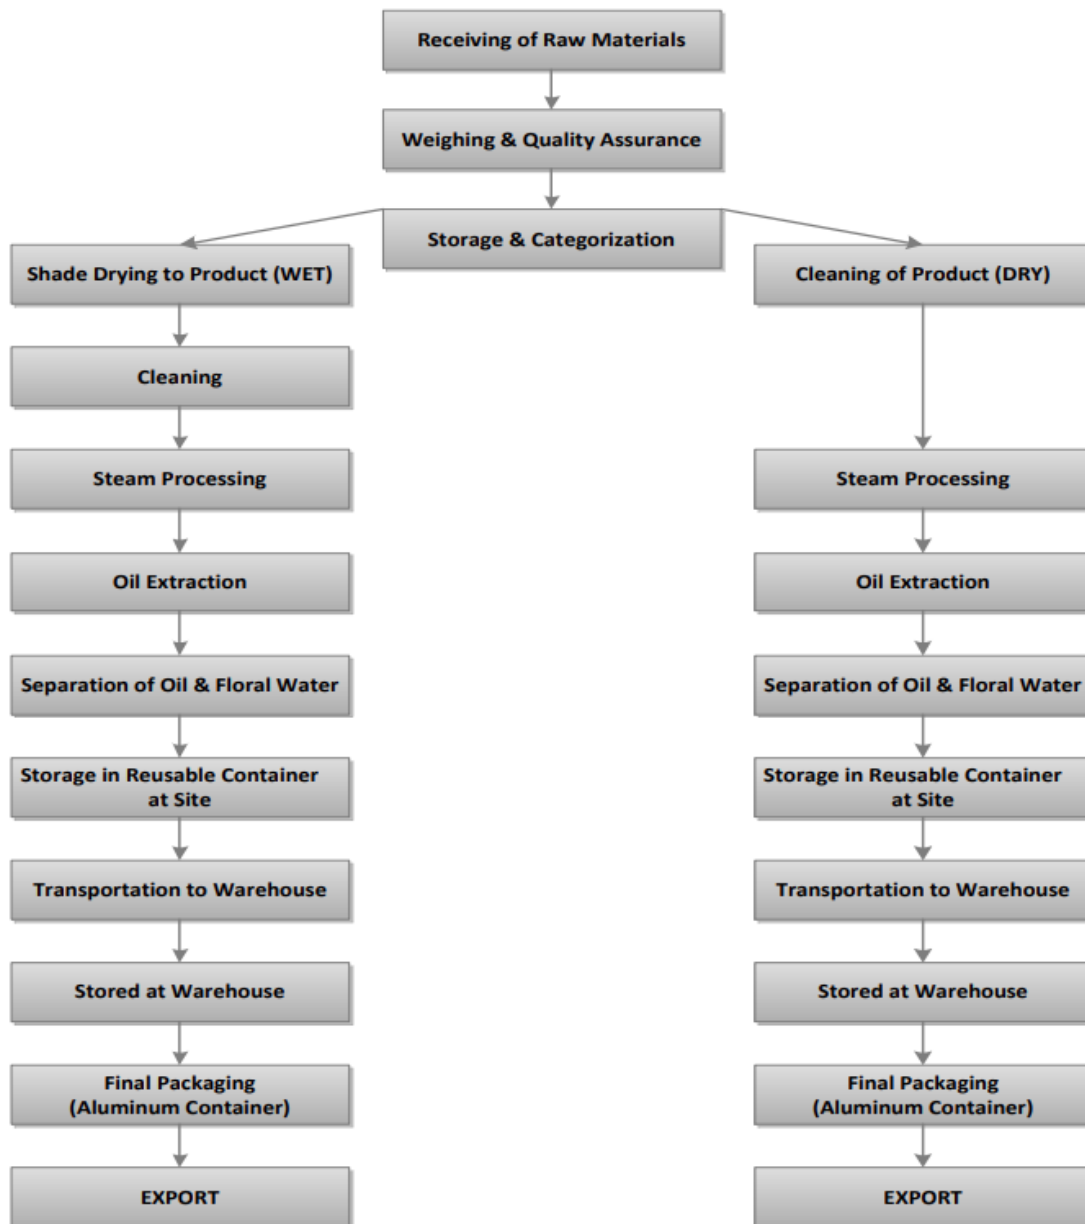 Receiving of Raw Materials
Weighing & Quality Assurance
Storage & Categorization
Shade Drying to Product (WET)
Cleaning
Steam Processing
Oil Extraction
Separation of Oil & Floral Water
Storage in Reusable Container
at Site
Transportation to Warehouse
Stored at Warehouse
Final Packaging
(Aluminum Container)
EXPORT
Cleaning of Product (DRY)
Steam Processing
Oil Extraction
Separation of Oil & Floral Water
Storage in Reusable Container
at Site
Transportation to Warehouse
Stored at Warehouse
Final Packaging
(Aluminum Container)
EXPORT